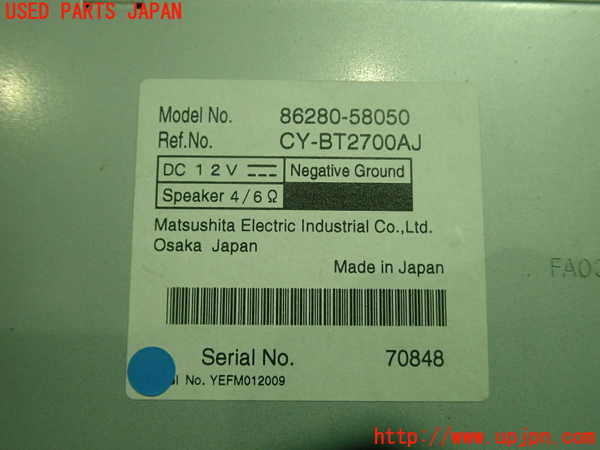 USED PARTS JAPAN
Model No. 86280-58050
Ref.No. CY-BT2700AJ
DC 12V Negative Ground
Speaker 4/6Ω
Matsushita Electric Industrial Co.,Ltd.
Osaka Japan
Made in Japan
Serial No. 70848
No. YEFM012009
http://www.upjpn.com/